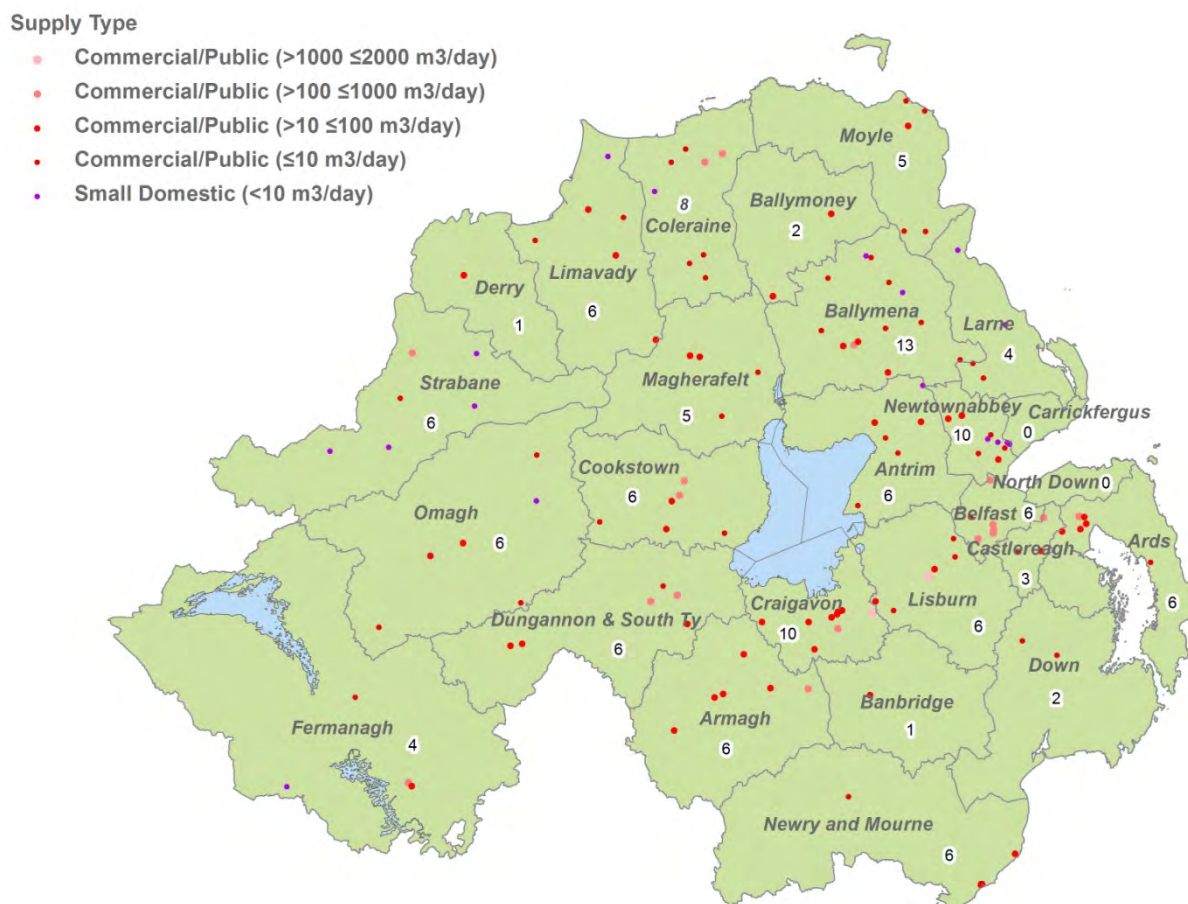 Supply Type
Commercial/Public (>1000 ≤2000 m3/day)
Commercial/Public (>100 ≤1000 m3/day)
Commercial/Public (>10 ≤100 m3/day)
Commercial/Public (≤10 m3/day)
Small Domestic (<10 m3/day)
Moyle
5
Coleraine
8
Ballymoney
2
Limavady
6
Derry
1
Ballymena
13
Larne
4
Strabane
6
Magherafelt
5
Newtownabbey
10
Carrickfergus
0
Cookstown
6
Antrim
6
North Down
0
Omagh
6
Belfast
6
Castlereagh
3
Ards
6
Lisburn
6
Craigavon
10
Dungannon & South Ty
6
Down
2
Banbridge
1
Armagh
6
Fermanagh
4
Newry and Mourne
6